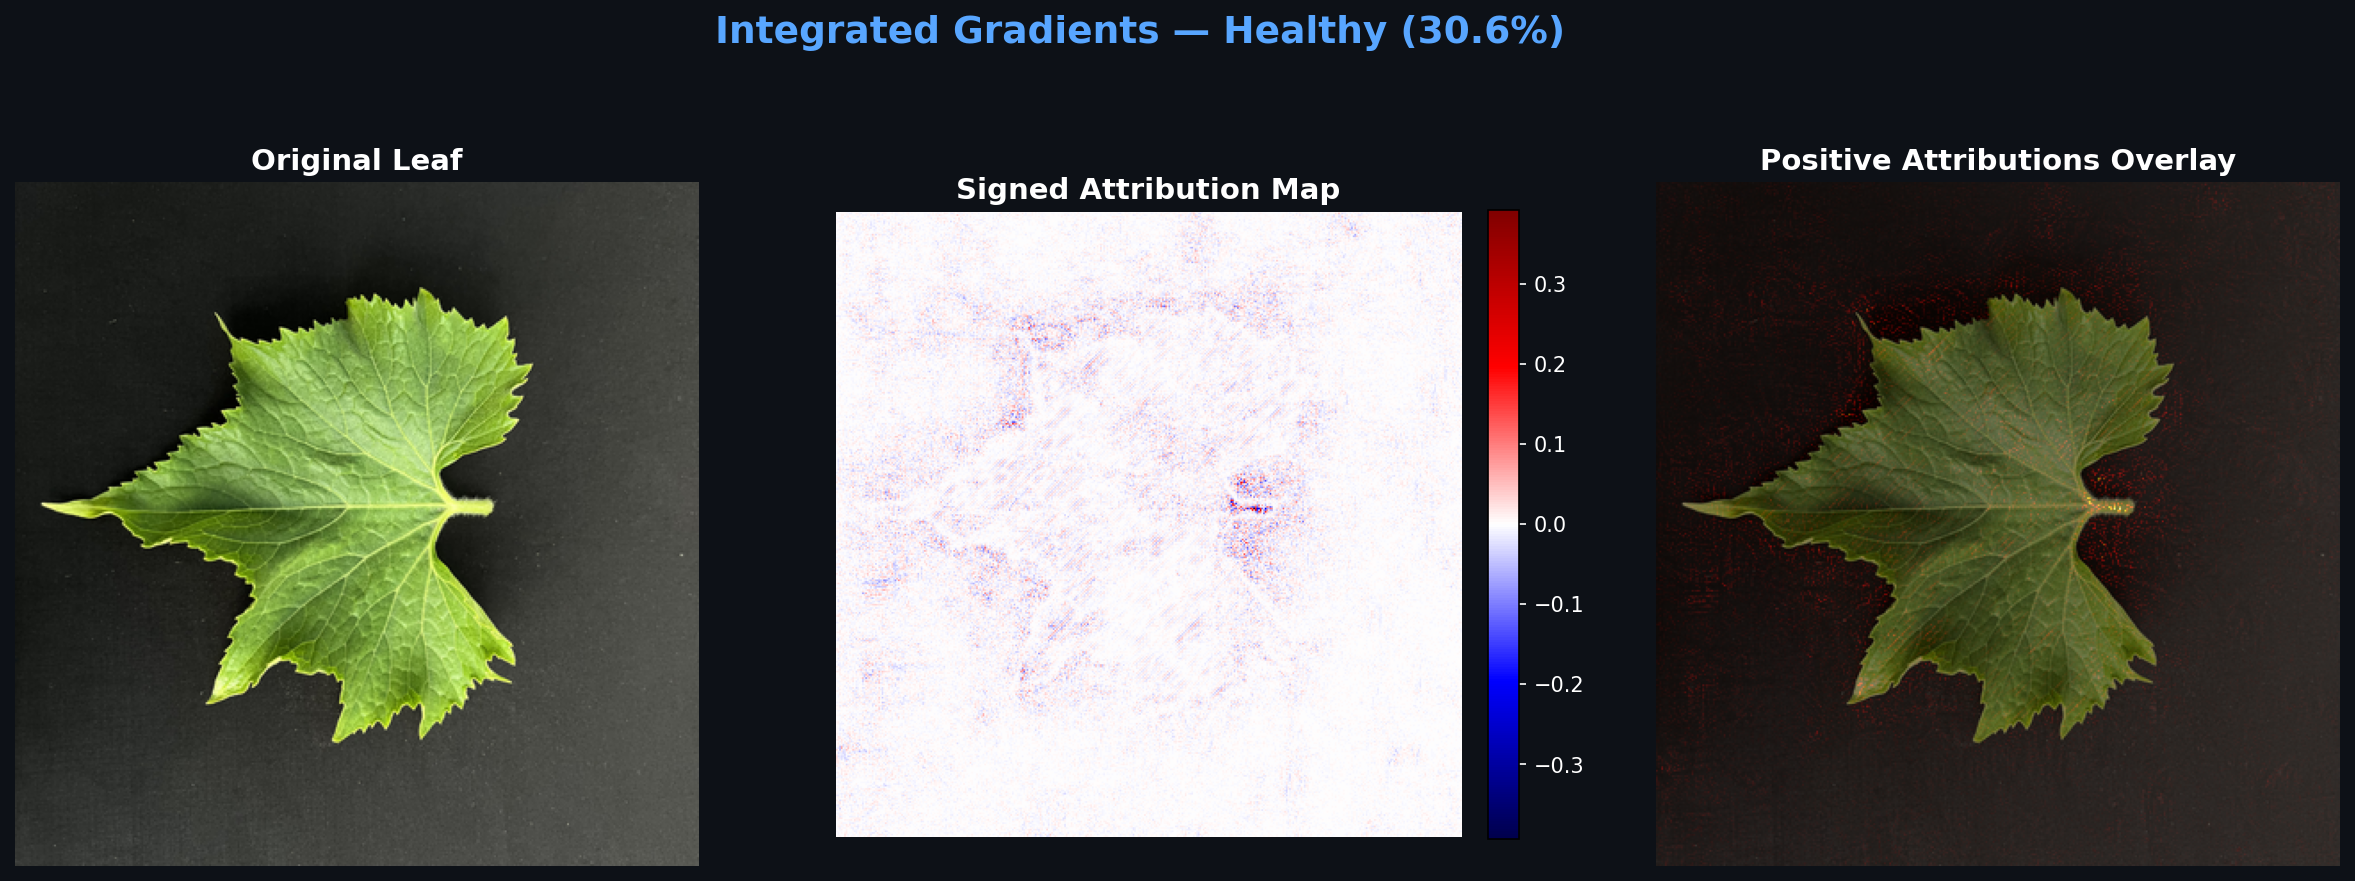 Integrated Gradients — Healthy (30.6%)
Original Leaf
Signed Attribution Map
Positive Attributions Overlay
0.3
0.2
0.1
0.0
−0.1
−0.2
−0.3